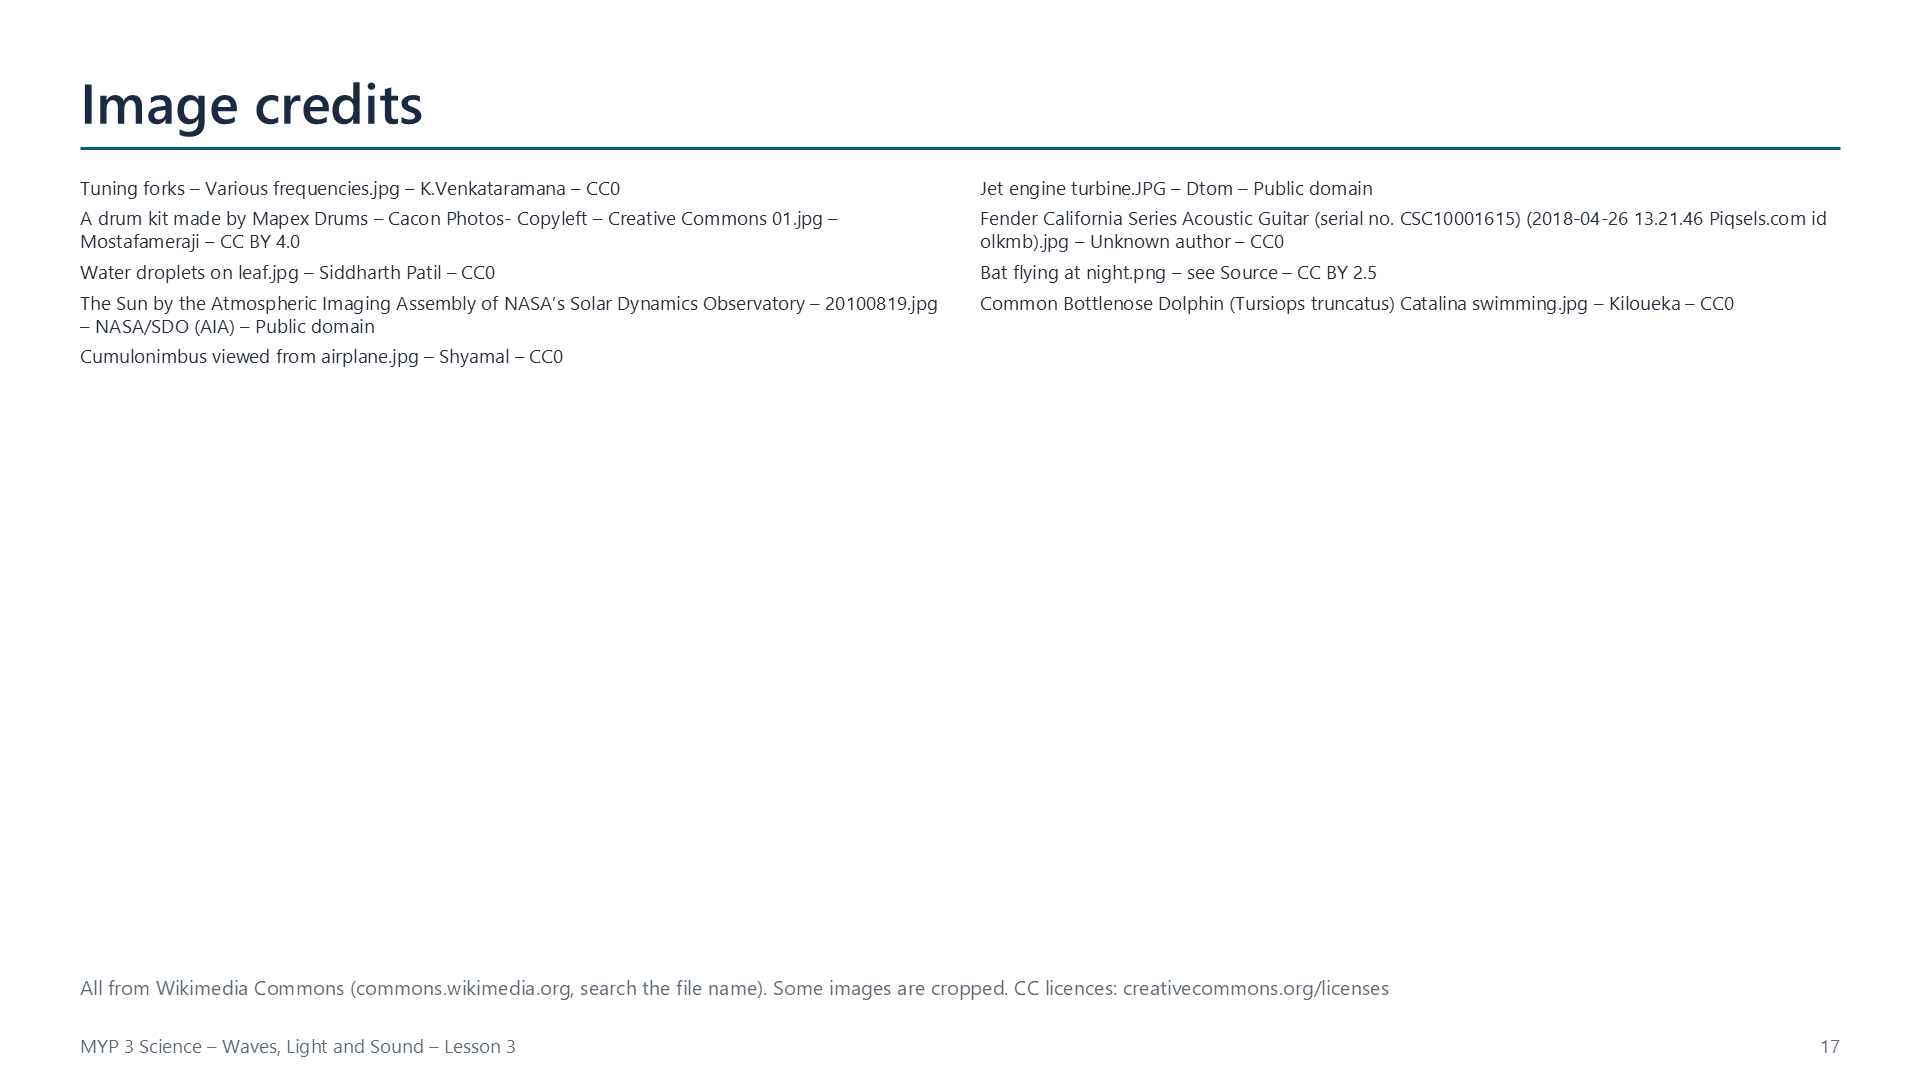 Image credits
Tuning forks – Various frequencies.jpg – K.Venkataramana – CC0
A drum kit made by Mapex Drums – Cacon Photos- Copyleft – Creative Commons 01.jpg –
Mostafameraji – CC BY 4.0
Water droplets on leaf.jpg – Siddharth Patil – CC0
The Sun by the Atmospheric Imaging Assembly of NASA's Solar Dynamics Observatory – 20100819.jpg
– NASA/SDO (AIA) – Public domain
Cumulonimbus viewed from airplane.jpg – Shyamal – CC0
Jet engine turbine.JPG – Dtom – Public domain
Fender California Series Acoustic Guitar (serial no. CSC10001615) (2018-04-26 13.21.46 Piqsels.com id
olkmb).jpg – Unknown author – CC0
Bat flying at night.png – see Source – CC BY 2.5
Common Bottlenose Dolphin (Tursiops truncatus) Catalina swimming.jpg – Kiloueka – CC0
All from Wikimedia Commons (commons.wikimedia.org, search the file name). Some images are cropped. CC licences: creativecommons.org/licenses
MYP 3 Science – Waves, Light and Sound – Lesson 3
17